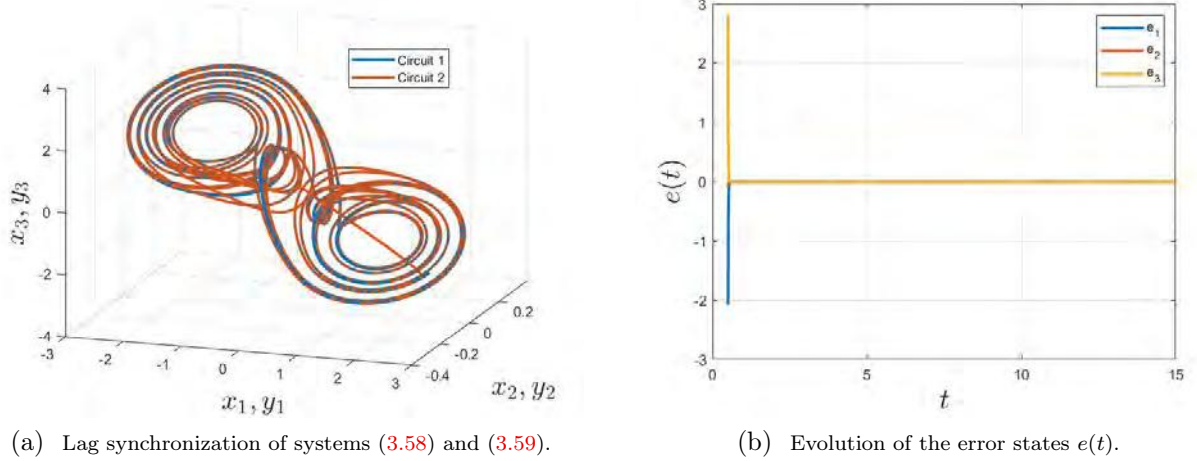 Circuit 1
Circuit 2
4
2
0
-2
-4
x₃, y₃
-3
-2
-1
0
1
2
3
x₁, y₁
-0.4
-0.2
0
0.2
x₂, y₂
(a) Lag synchronization of systems (3.58) and (3.59).
3
2
1
0
-1
-2
-3
e(t)
e₁
e₂
e₃
0
5
10
15
t
(b) Evolution of the error states e(t).